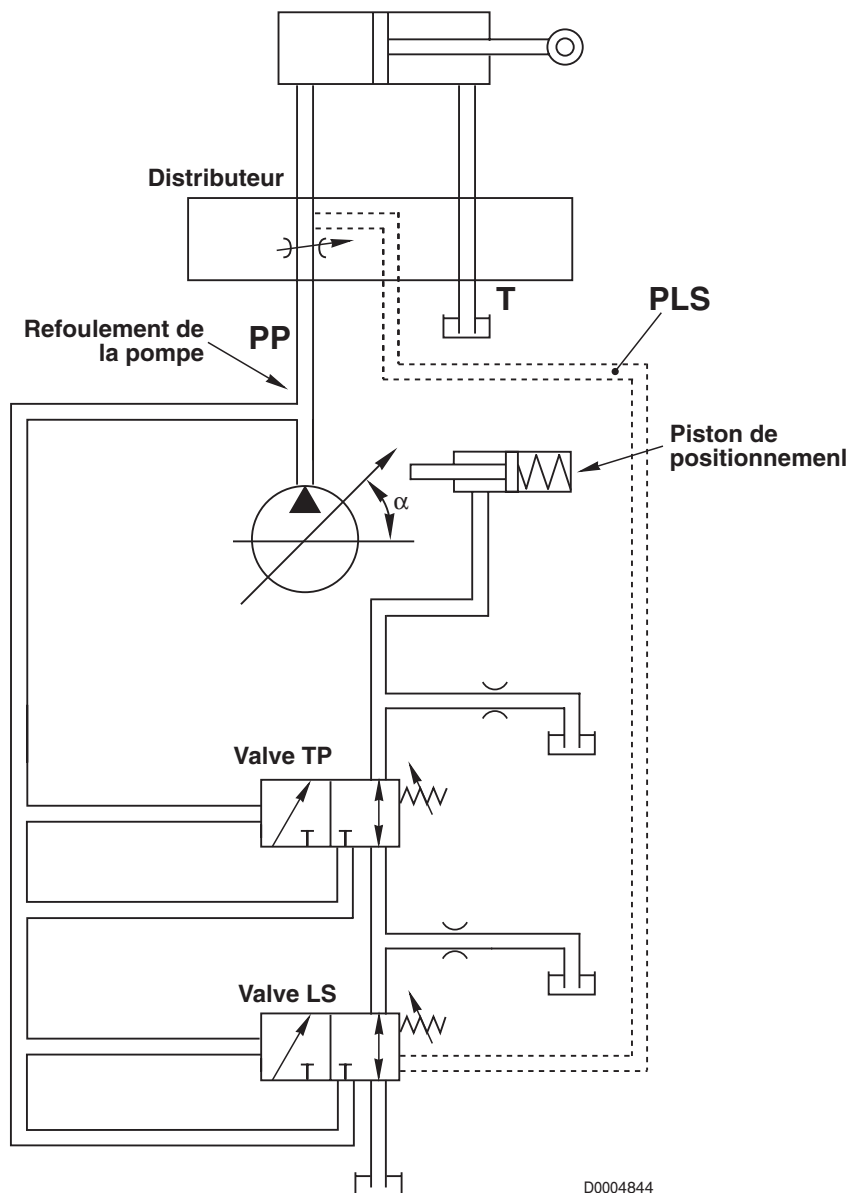 Distributeur
T
PLS
Refoulement de
la pompe
PP
Piston de
positionnemenl
α
Valve TP
Valve LS
D0004844